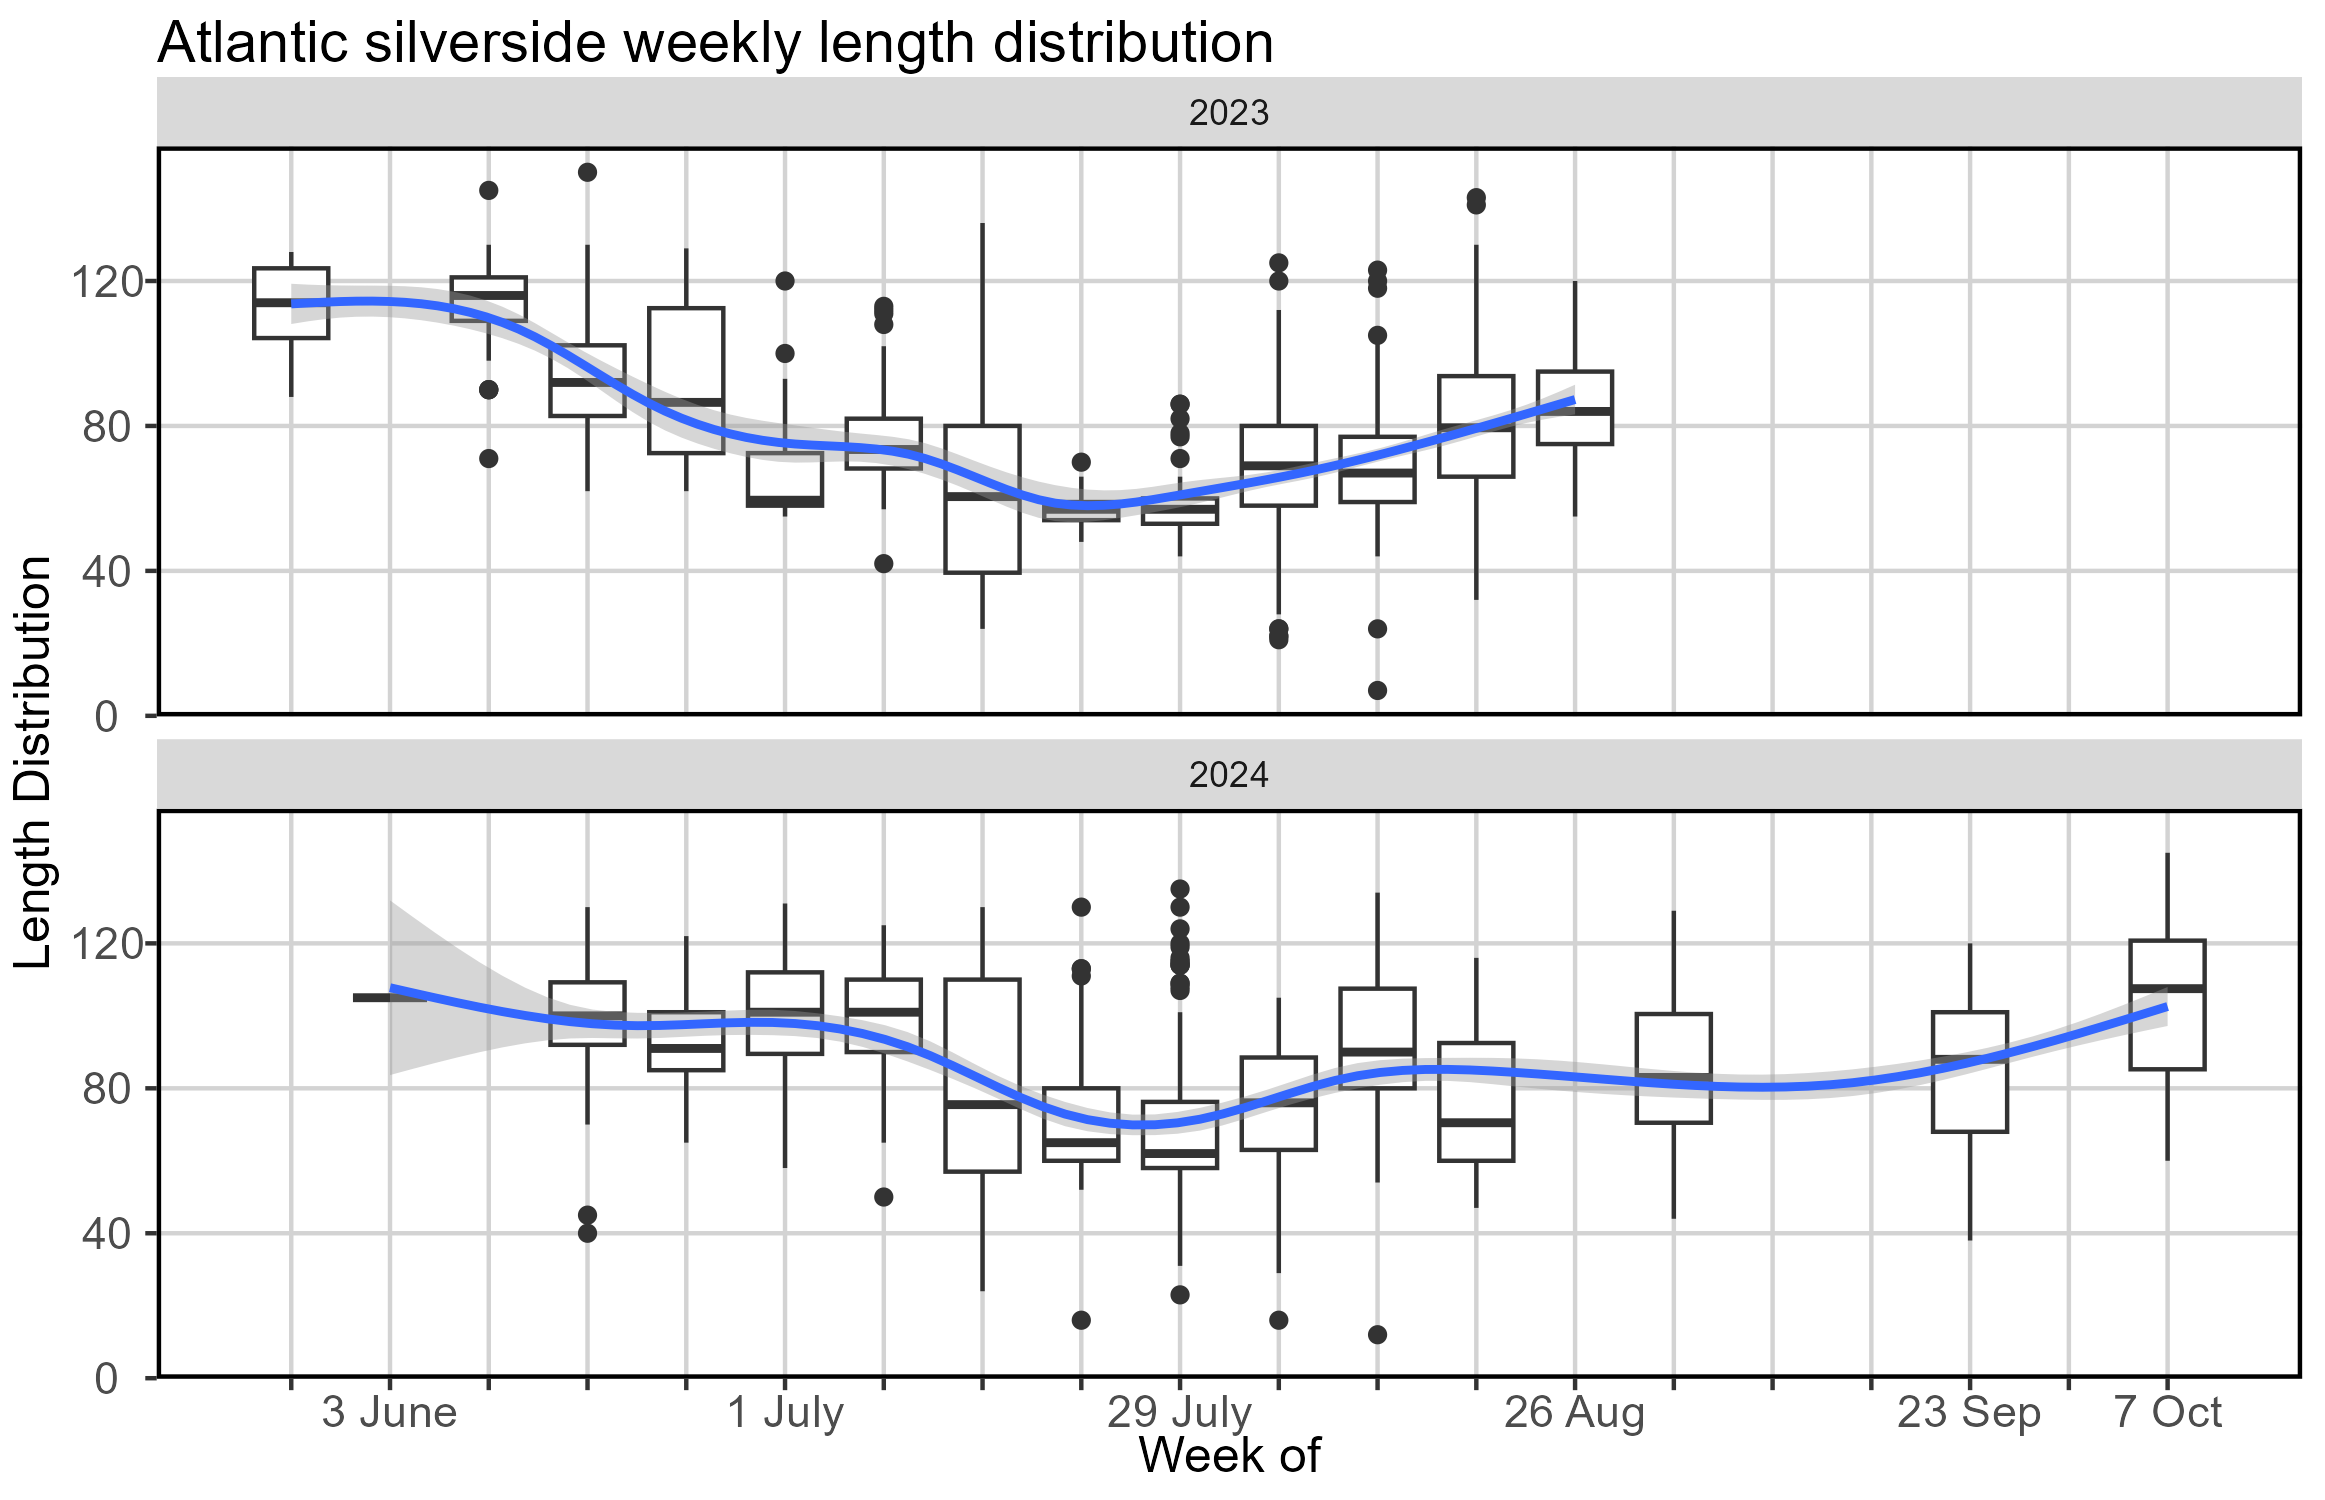 Atlantic silverside weekly length distribution
2023
120
80
40
0
Length Distribution
2024
120
80
40
0
3 June 1 July 29 July 26 Aug 23 Sep 7 Oct
Week of